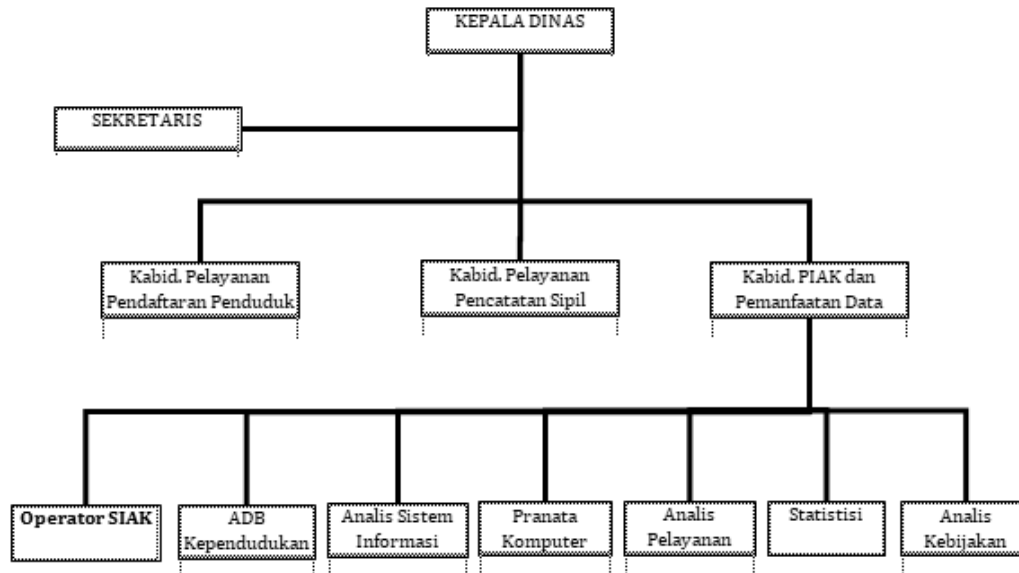 KEPALA DINAS
SEKRETARIS
Kabid. Pelayanan
Pendaftaran Penduduk
Kabid. Pelayanan
Pencatatan Sipil
Kabid. PIAK dan
Pemanfaatan Data
Operator SIAK
ADB
Kependudukan
Analis Sistem
Informasi
Pranata
Komputer
Analis
Pelayanan
Statistisi
Analis
Kebijakan